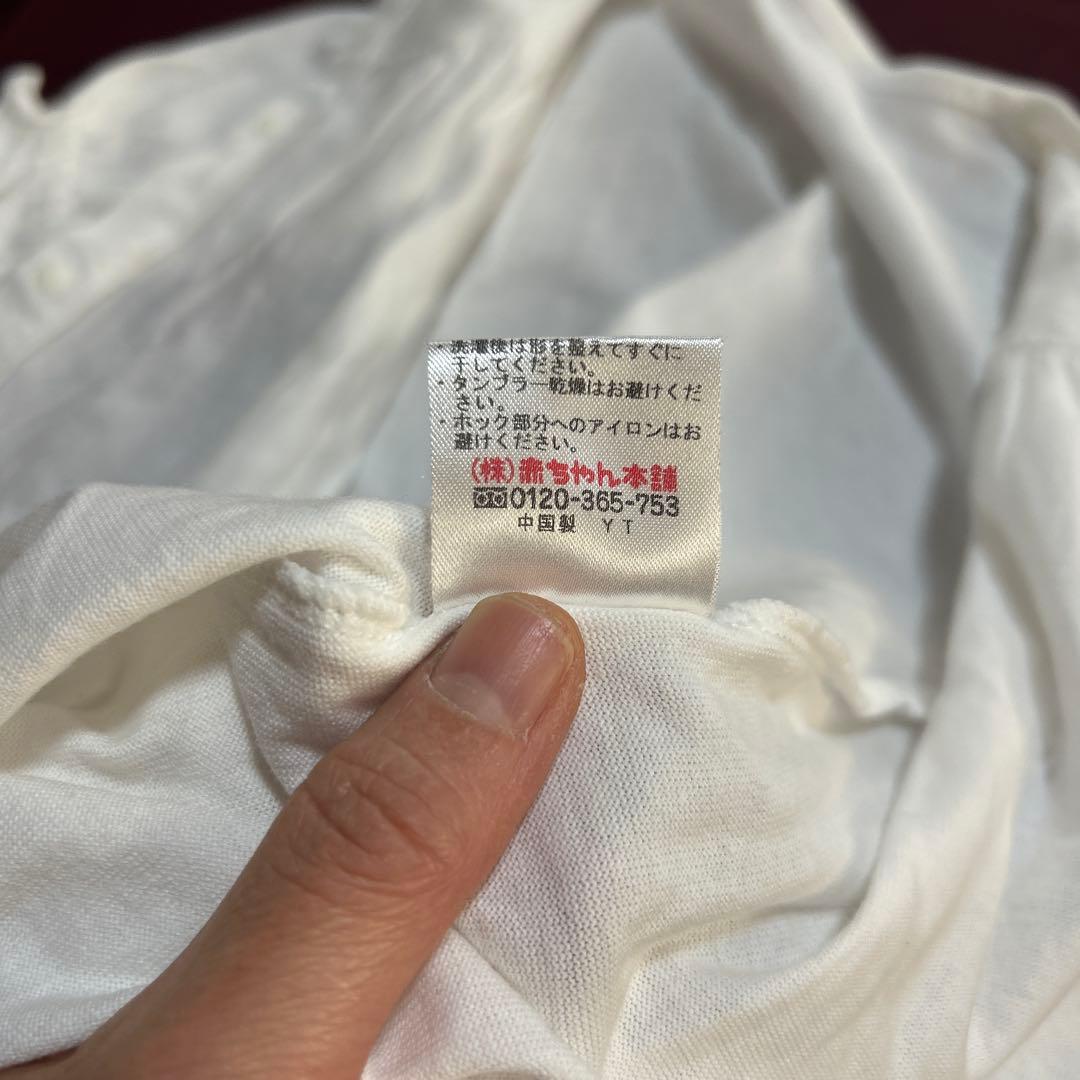 ・洗濯後は形を整えてすぐに
干してください。
・タンブラー乾燥はお避けくだ
さい。
・ホック部分へのアイロンはお
避けください。
(株)赤ちゃん本舗
0120-365-753
中国製 YT